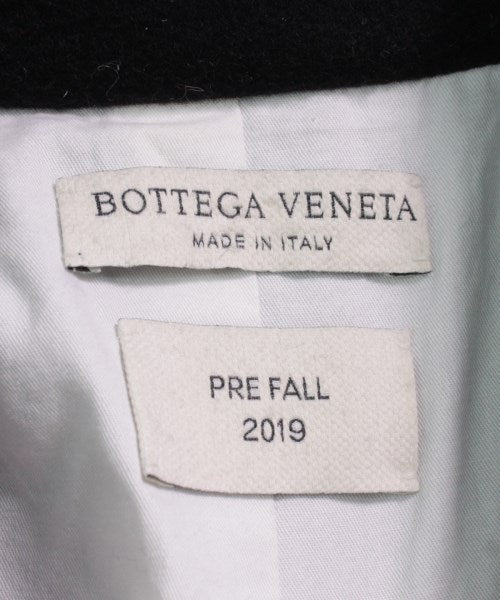 BOTTEGA VENETA
MADE IN ITALY
PRE FALL
2019